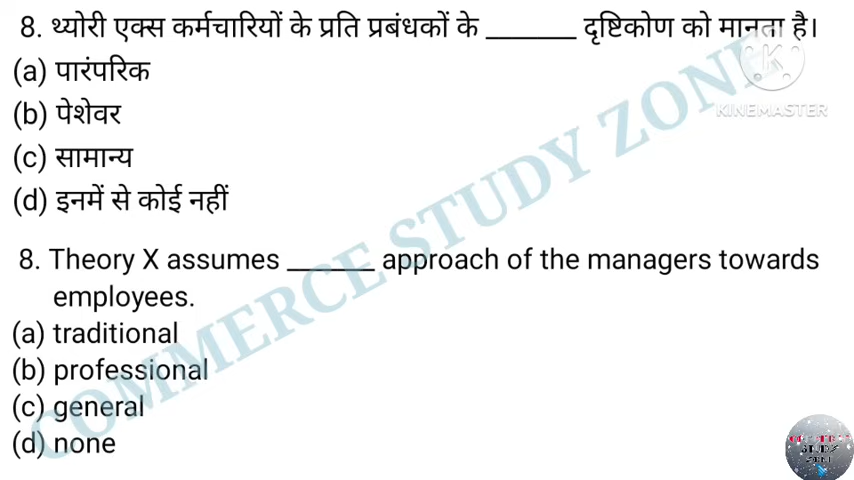 8. थ्योरी एक्स कर्मचारियों के प्रति प्रबंधकों के _______ दृष्टिकोण को मानता है।
(a) पारंपरिक
(b) पेशेवर
(c) सामान्य
(d) इनमें से कोई नहीं
8. Theory X assumes ______ approach of the managers towards
employees.
(a) traditional
(b) professional
(c) general
(d) none
COMMERCE STUDY ZONE
KINEMASTER